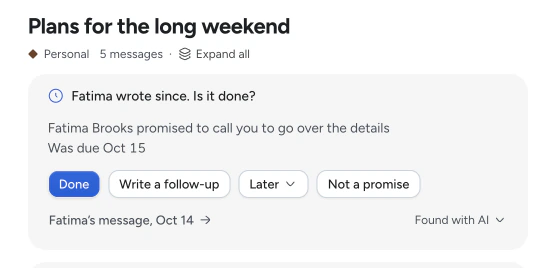 Plans for the long weekend
Personal 5 messages · Expand all
Fatima wrote since. Is it done?
Fatima Brooks promised to call you to go over the details
Was due Oct 15
Done Write a follow-up Later Not a promise
Fatima's message, Oct 14 → Found with AI